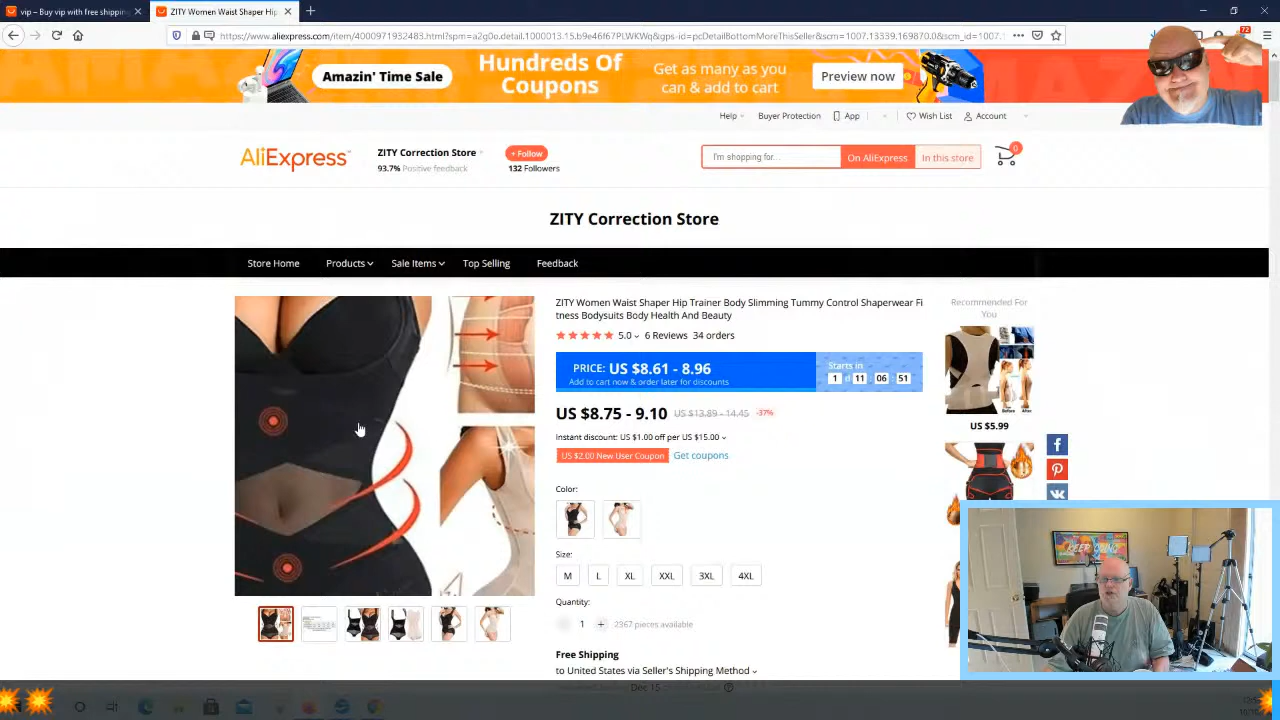 vip – Buy vip with free shipping
ZITY Women Waist Shaper Hip
https://www.aliexpress.com/item/4000971932483.html?spm=a2g0o.detail.1000013.15.b9e46f67PLWKWq&gps-id=pcDetailBottomMoreThisSeller&scm=1007.13339.169870.0&scm_id=1007.1
72
Amazin' Time Sale
Hundreds Of
Coupons
Get as many as you
can & add to cart
Preview now
Help
Buyer Protection
App
Wish List
Account
AliExpress
ZITY Correction Store
93.7% Positive feedback
+ Follow
132 Followers
I'm shopping for...
On AliExpress
In this store
0
ZITY Correction Store
Store Home
Products
Sale Items
Top Selling
Feedback
ZITY Women Waist Shaper Hip Trainer Body Slimming Tummy Control Shaperwear Fi
tness Bodysuits Body Health And Beauty
5.0
6 Reviews
34 orders
PRICE: US $8.61 - 8.96
Add to cart now & order later for discounts
Starts in
1 d 11 : 06 : 51
US $8.75 - 9.10
US $13.89 - 14.45
-37%
Instant discount: US $1.00 off per US $15.00
US $2.00 New User Coupon
Get coupons
Color:
Size:
M
L
XL
XXL
3XL
4XL
Quantity:
1
+
2367 pieces available
Free Shipping
to United States via Seller's Shipping Method
Dec 15
Recommended For
You
US $5.99
KEEP GOING